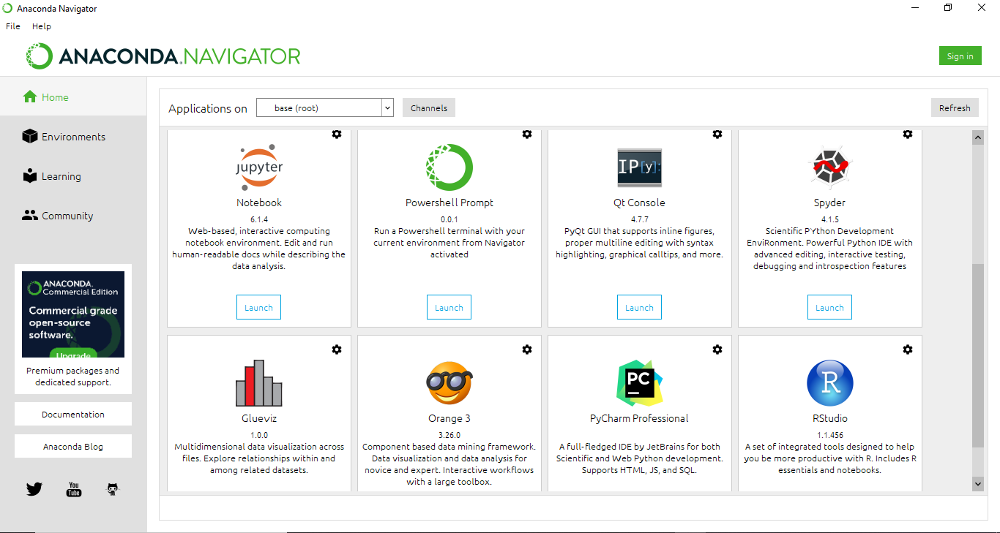 Anaconda Navigator
File Help
ANACONDA.NAVIGATOR
Sign in
Home
Environments
Learning
Community
ANACONDA.
Commercial Edition
Commercial grade
open-source
software.
Upgrade
Premium packages and
dedicated support.
Documentation
Anaconda Blog
You
Tube
Applications on
base (root)
Channels
Refresh
jupyter
Notebook
6.1.4
Web-based, interactive computing
notebook environment. Edit and run
human-readable docs while describing the
data analysis.
Launch
Powershell Prompt
0.0.1
Run a Powershell terminal with your
current environment from Navigator
activated
Launch
IP[y]:
Qt Console
4.7.7
PyQt GUI that supports inline figures,
proper multiline editing with syntax
highlighting, graphical calltips, and more.
Launch
Spyder
4.1.5
Scientific PYthon Development
EnviRonment. Powerful Python IDE with
advanced editing, interactive testing,
debugging and introspection features
Launch
Glueviz
1.0.0
Multidimensional data visualization across
files. Explore relationships within and
among related datasets.
Orange 3
3.26.0
Component based data mining framework.
Data visualization and data analysis for
novice and expert. Interactive workflows
with a large toolbox.
PC
PyCharm Professional
A full-fledged IDE by JetBrains for both
Scientific and Web Python development.
Supports HTML, JS, and SQL.
R
RStudio
1.1.456
A set of integrated tools designed to help
you be more productive with R. Includes R
essentials and notebooks.